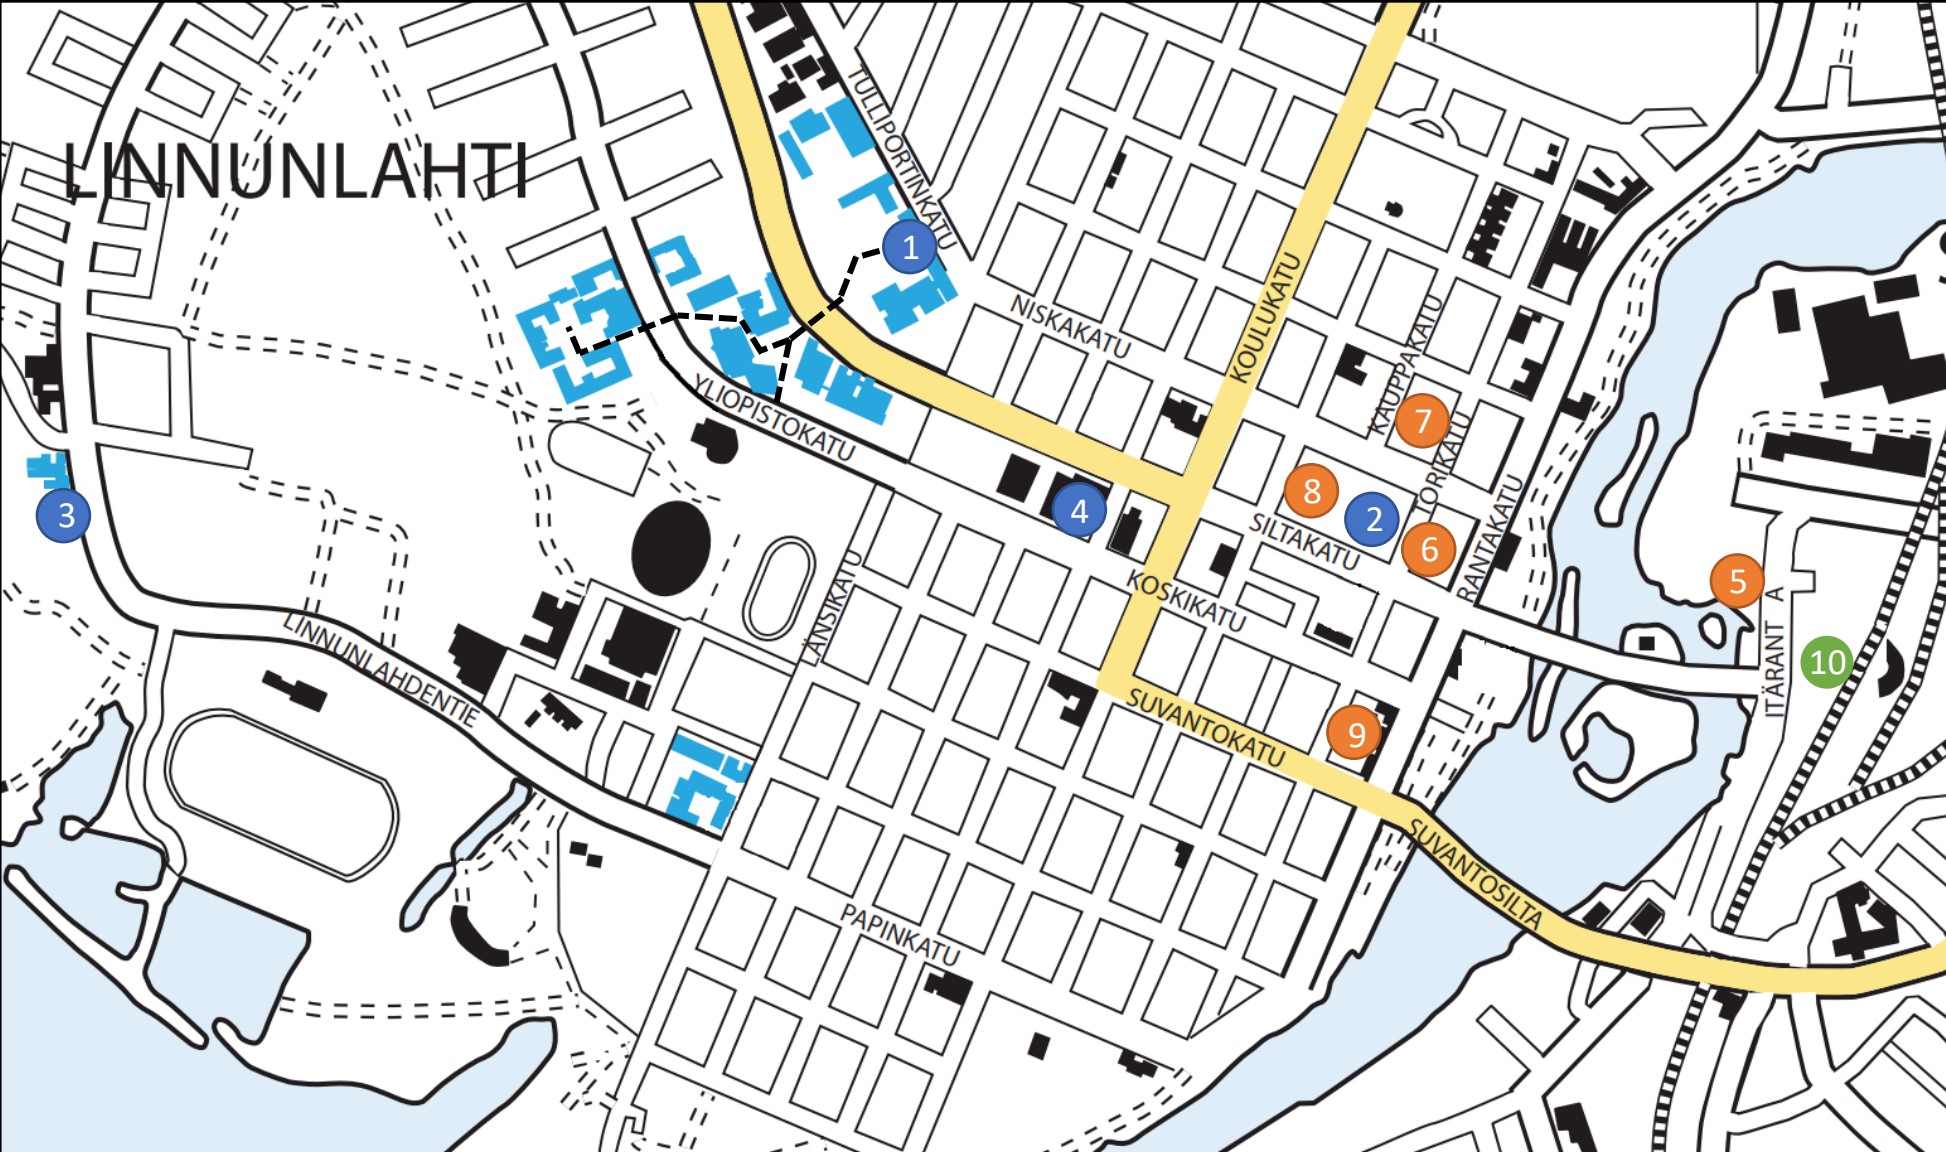 TULLIPORTINKATU
LINNUNLAHTI
1
NISKAKATU
KOULUKATU
KAUPPAKATU
YLIOPISTOKATU
7
TORIKATU
8
4
2
3
SILTAKATU
6
RANTAKATU
KOSKIKATU
5
LÄNSIKATU
LINNUNLAHDENTIE
ITÄRANT A
10
SUVANTOKATU
9
SUVANTOSILTA
PAPINKATU